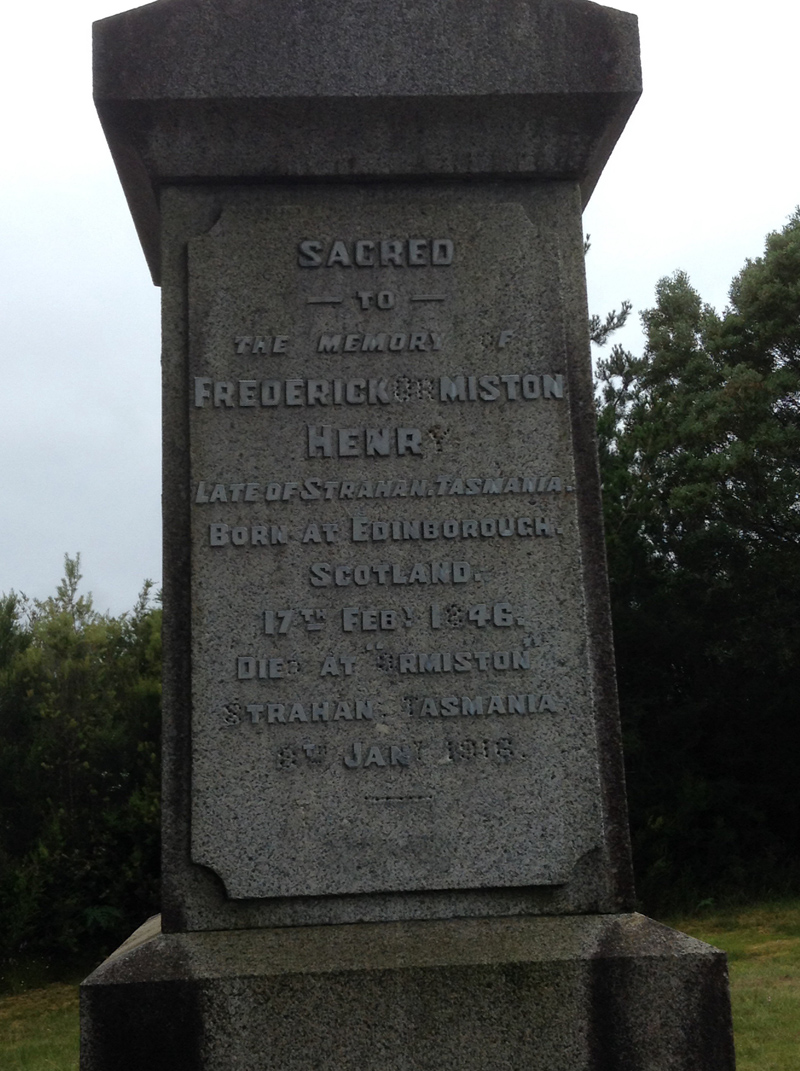 SACRED
— TO —
THE MEMORY OF
FREDERICK ORMISTON
HENRY
LATE OF STRAHAN, TASMANIA.
BORN AT EDINBOROUGH,
SCOTLAND.
17TH FEBY 1846.
DIED AT "ORMISTON"
STRAHAN. TASMANIA
JANY